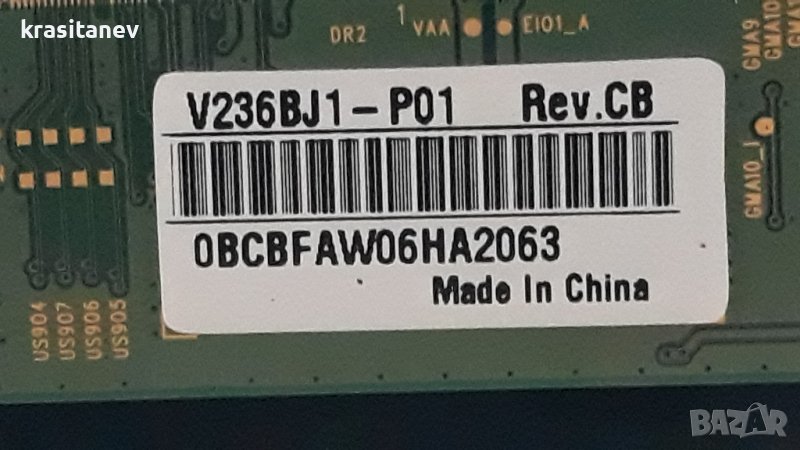 krasitanev
DR2
1
VAA
EIO1_A
GMA9
GMA10
V236BJ1-P01 Rev.CB
0BCBFAW06HA2063
Made In China
GMA10_I
US904
US907
US906
US905
BAZAR